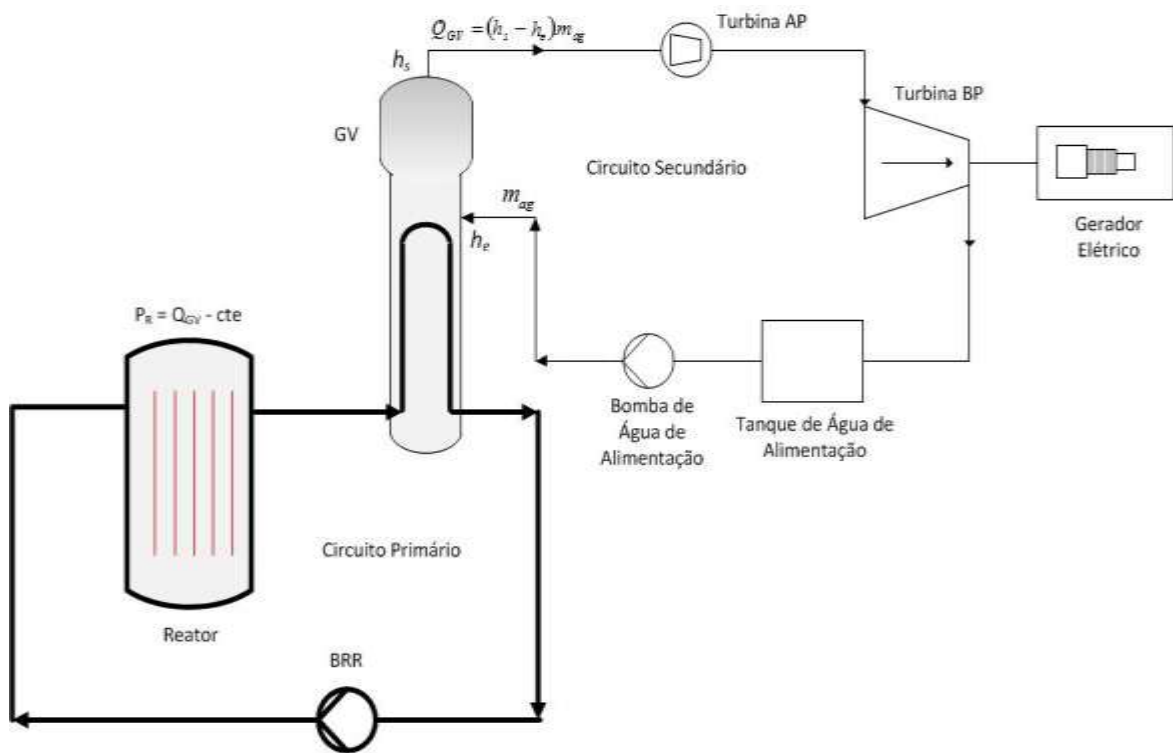 Q_GV = (h_s − h_e)m_ag
Turbina AP
h_s
Turbina BP
GV
Circuito Secundário
m_ag
h_e
Gerador
Elétrico
P_R = Q_GV - cte
Bomba de
Água de
Alimentação
Tanque de Água de
Alimentação
Circuito Primário
Reator
BRR